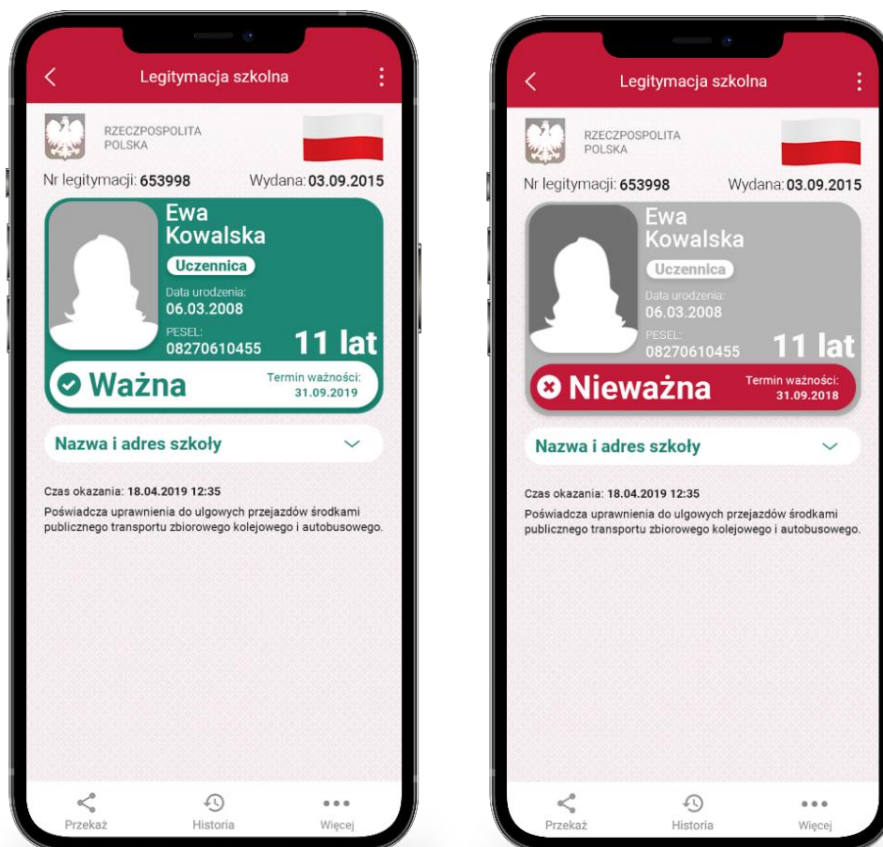 Legitymacja szkolna
RZECZPOSPOLITA
POLSKA
Nr legitymacji: 653998 Wydana: 03.09.2015
Ewa
Kowalska
Uczennica
Data urodzenia:
06.03.2008
PESEL:
08270610455
11 lat
Ważna
Termin ważności:
31.09.2019
Nazwa i adres szkoły
Czas okazania: 18.04.2019 12:35
Poświadcza uprawnienia do ulgowych przejazdów środkami
publicznego transportu zbiorowego kolejowego i autobusowego.
Przekaż Historia Więcej
Legitymacja szkolna
RZECZPOSPOLITA
POLSKA
Nr legitymacji: 653998 Wydana: 03.09.2015
Ewa
Kowalska
Uczennica
Data urodzenia:
06.03.2008
PESEL:
08270610455
11 lat
Nieważna
Termin ważności:
31.09.2018
Nazwa i adres szkoły
Czas okazania: 18.04.2019 12:35
Poświadcza uprawnienia do ulgowych przejazdów środkami
publicznego transportu zbiorowego kolejowego i autobusowego.
Przekaż Historia Więcej